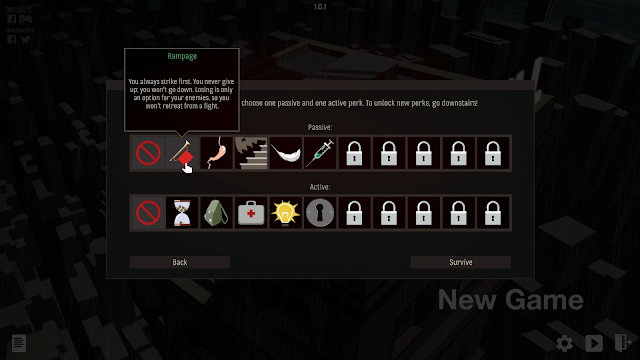 DAEDALIC
1.0.1
Rampage
You always strike first. You never give
up; you won't go down. Losing is only
an option for your enemies, so you
won't retreat from a fight.
choose one passive and one active perk. To unlock new perks, go downstairs!
Passive:
Active:
Back
Survive
New Game